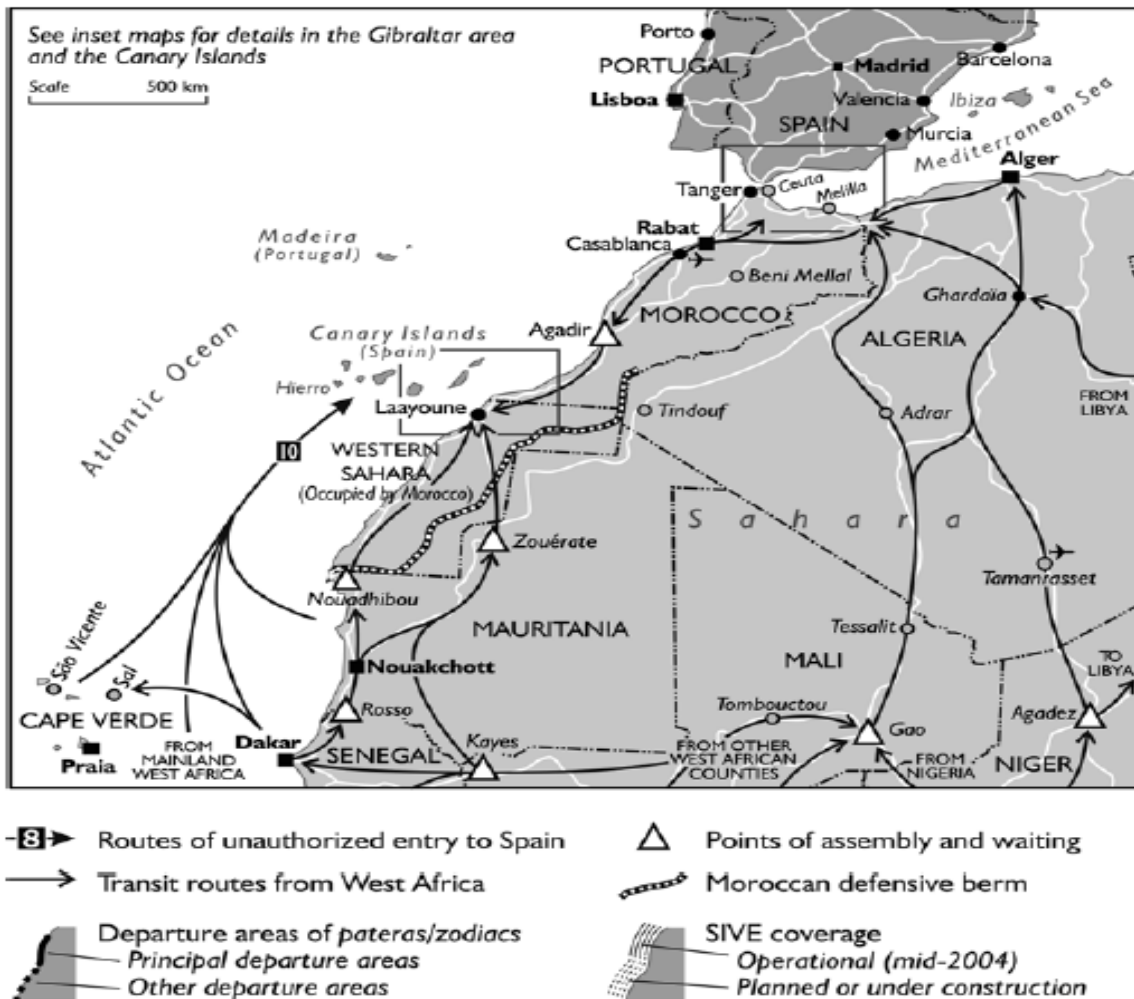 See inset maps for details in the Gibraltar area
and the Canary Islands
Scale 500 km
Porto
PORTUGAL
Lisboa
Madrid
Barcelona
Valencia
Ibiza
SPAIN
Murcia
Mediterranean Sea
Alger
Tanger
Ceuta
Melilla
Rabat
Casablanca
Madeira
(Portugal)
Beni Mellal
Ghardaïa
MOROCCO
Agadir
ALGERIA
Atlantic Ocean
Canary Islands
(Spain)
Hierro
Laayoune
Tindouf
Adrar
FROM
LIBYA
10
WESTERN
SAHARA
(Occupied by Morocco)
Sahara
Zouérate
Tamanrasset
Nouadhibou
MAURITANIA
Tessalit
Nouakchott
MALI
TO
LIBYA
São Vicente
Sal
CAPE VERDE
Praia
FROM
MAINLAND
WEST AFRICA
Dakar
Rosso
SENEGAL
Kayes
Tombouctou
FROM OTHER
WEST AFRICAN
COUNTIES
Gao
FROM
NIGERIA
Agadez
NIGER
8 Routes of unauthorized entry to Spain
Transit routes from West Africa
Departure areas of pateras/zodiacs
Principal departure areas
Other departure areas
Points of assembly and waiting
Moroccan defensive berm
SIVE coverage
Operational (mid-2004)
Planned or under construction